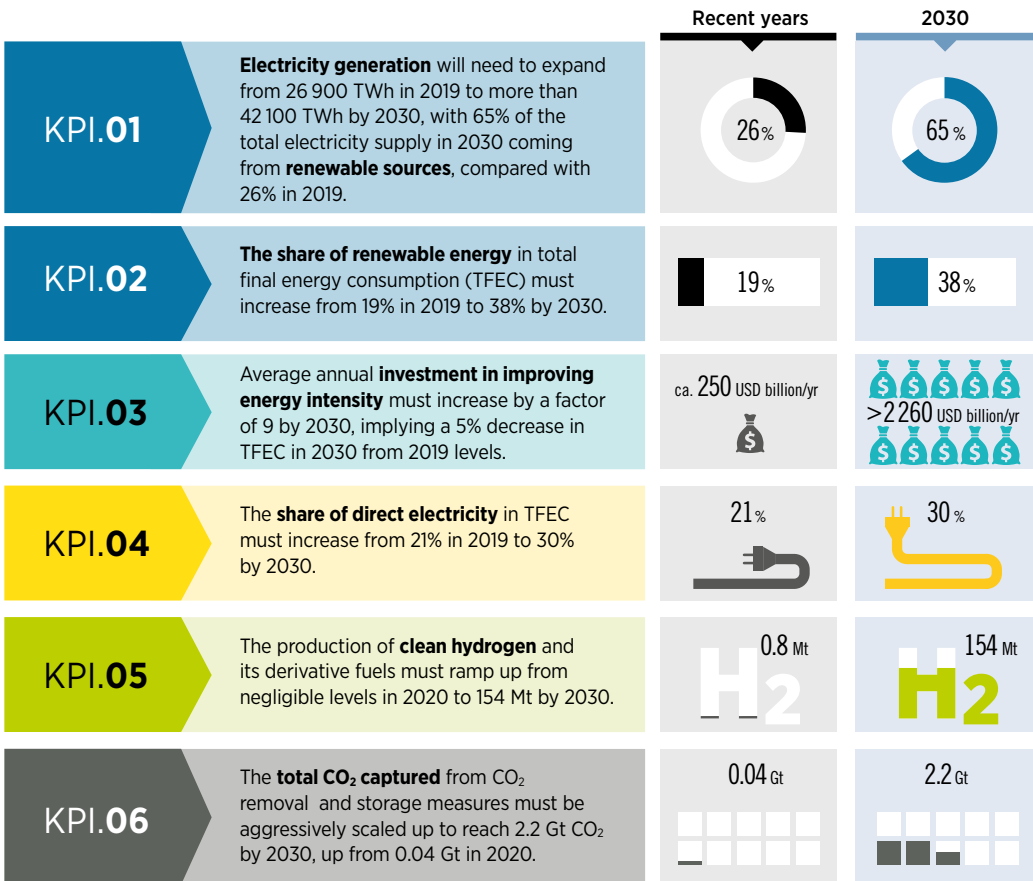 Recent years
2030
KPI.01
Electricity generation will need to expand
from 26 900 TWh in 2019 to more than
42 100 TWh by 2030, with 65% of the
total electricity supply in 2030 coming
from renewable sources, compared with
26% in 2019.
26%
65%
KPI.02
The share of renewable energy in total
final energy consumption (TFEC) must
increase from 19% in 2019 to 38% by 2030.
19%
38%
KPI.03
Average annual investment in improving
energy intensity must increase by a factor
of 9 by 2030, implying a 5% decrease in
TFEC in 2030 from 2019 levels.
ca. 250 USD billion/yr
$
$ $ $ $ $
>2 260 USD billion/yr
$ $ $ $ $
KPI.04
The share of direct electricity in TFEC
must increase from 21% in 2019 to 30%
by 2030.
21%
30%
KPI.05
The production of clean hydrogen and
its derivative fuels must ramp up from
negligible levels in 2020 to 154 Mt by 2030.
0.8 Mt
H2
154 Mt
H2
KPI.06
The total CO₂ captured from CO₂
removal and storage measures must be
aggressively scaled up to reach 2.2 Gt CO₂
by 2030, up from 0.04 Gt in 2020.
0.04 Gt
2.2 Gt